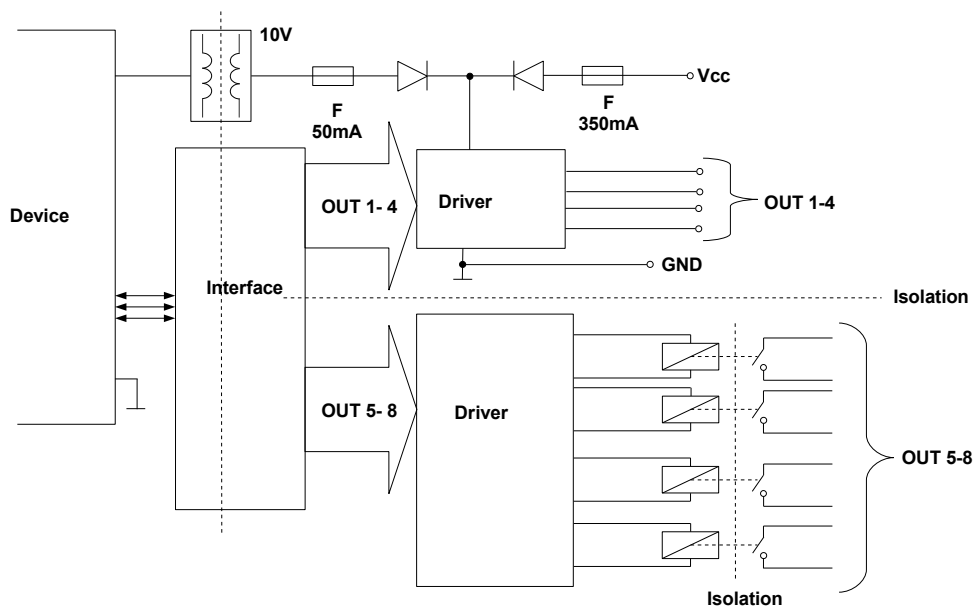 10V
Vcc
F
50mA
F
350mA
Device
OUT 1- 4
Driver
OUT 1-4
GND
Interface
Isolation
OUT 5- 8
Driver
OUT 5-8
Isolation